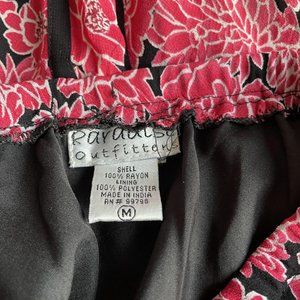 Paradise
Outfitters
SHELL
100% RAYON
LINING
100% POLYESTER
MADE IN INDIA
RN# 99798
M